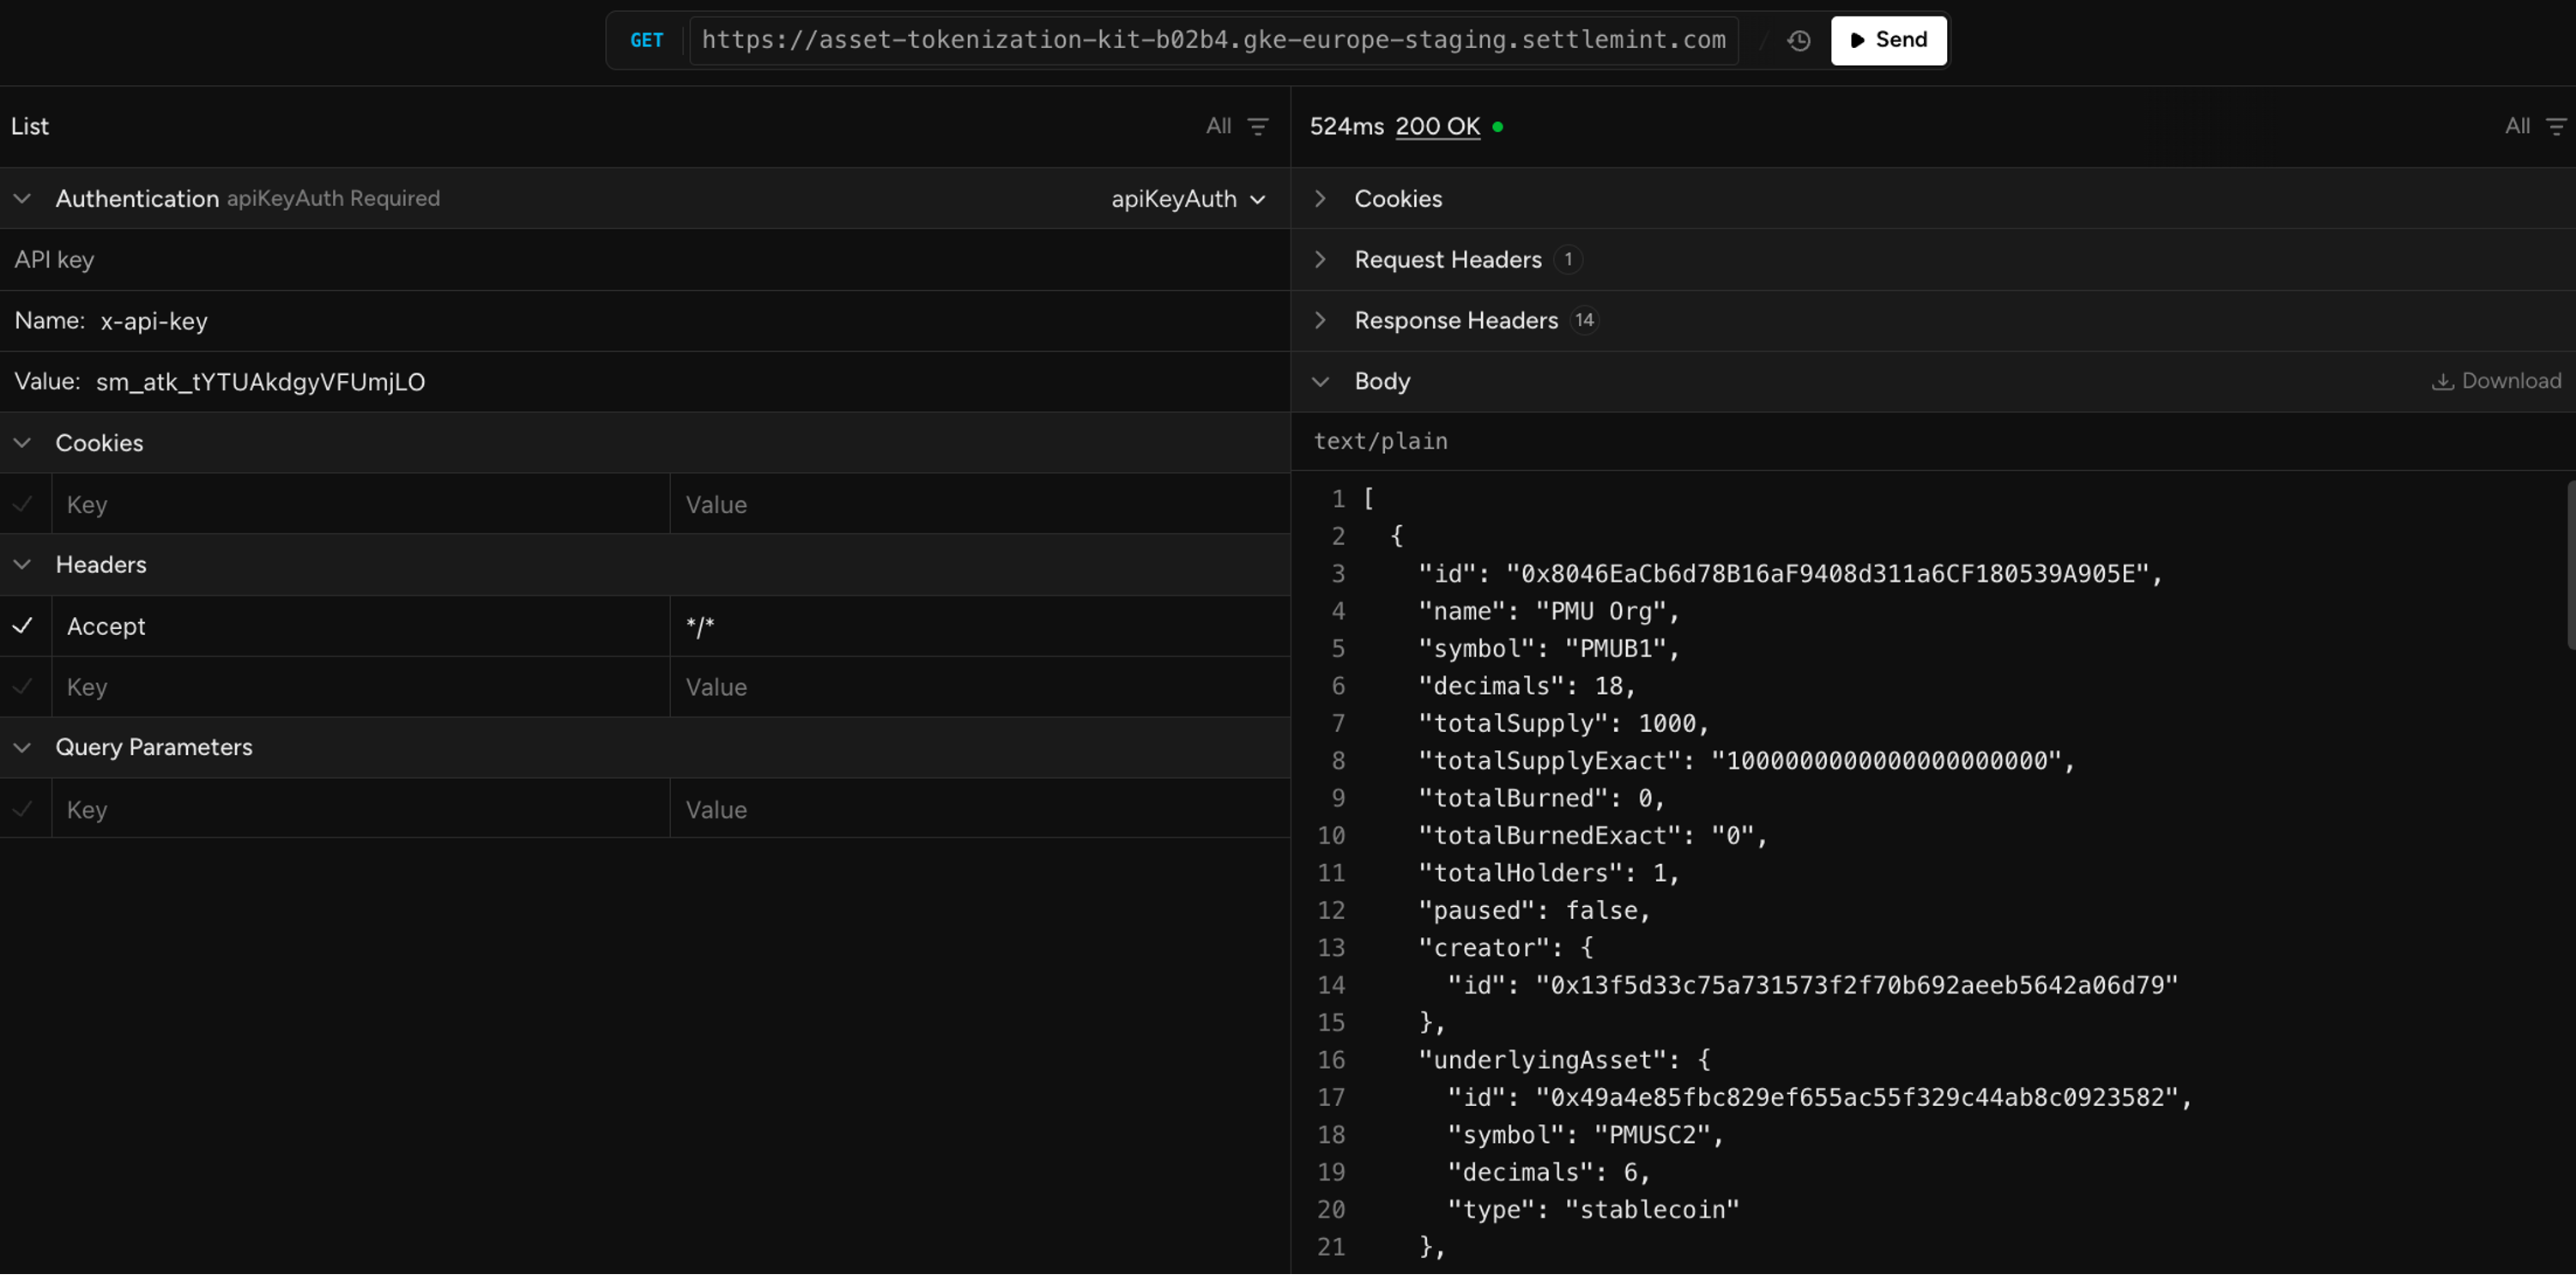 GET https://asset-tokenization-kit-b02b4.gke-europe-staging.settlemint.com / Send
List All
Authentication apiKeyAuth Required apiKeyAuth
API key
Name: x-api-key
Value: sm_atk_tYTUAkdgyVFUmjLO
Cookies
Key Value
Headers
Accept */*
Key Value
Query Parameters
Key Value
524ms 200 OK All
Cookies
Request Headers 1
Response Headers 14
Body Download
text/plain
1 [
2 {
3 "id": "0x8046EaCb6d78B16aF9408d311a6CF180539A905E",
4 "name": "PMU Org",
5 "symbol": "PMUB1",
6 "decimals": 18,
7 "totalSupply": 1000,
8 "totalSupplyExact": "1000000000000000000000",
9 "totalBurned": 0,
10 "totalBurnedExact": "0",
11 "totalHolders": 1,
12 "paused": false,
13 "creator": {
14 "id": "0x13f5d33c75a731573f2f70b692aeeb5642a06d79"
15 },
16 "underlyingAsset": {
17 "id": "0x49a4e85fbc829ef655ac55f329c44ab8c0923582",
18 "symbol": "PMUSC2",
19 "decimals": 6,
20 "type": "stablecoin"
21 },